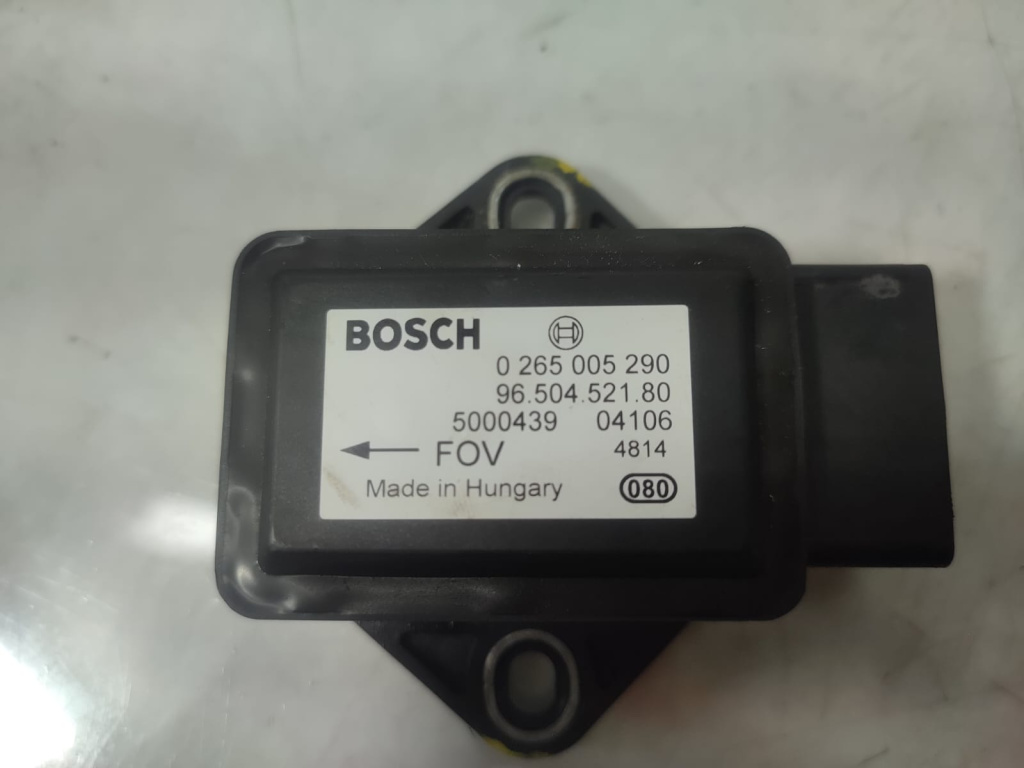 BOSCH
0 265 005 290
96.504.521.80
5000439 04106
FOV 4814
Made in Hungary 080